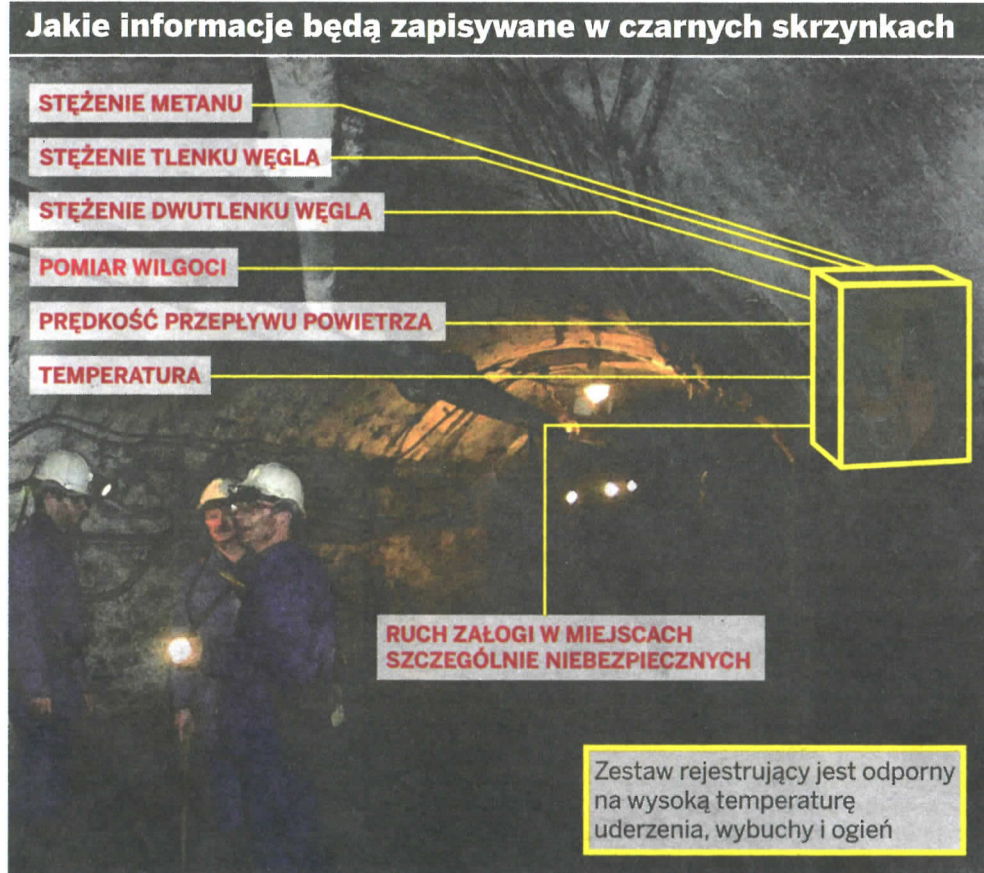 Jakie informacje będą zapisywane w czarnych skrzynkach
STĘŻENIE METANU
STĘŻENIE TLENKU WĘGLA
STĘŻENIE DWUTLENKU WĘGLA
POMIAR WILGOCI
PRĘDKOŚĆ PRZEPŁYWU POWIETRZA
TEMPERATURA
RUCH ZAŁOGI W MIEJSCACH
SZCZEGÓLNIE NIEBEZPIECZNYCH
Zestaw rejestrujący jest odporny
na wysoką temperaturę
uderzenia, wybuchy i ogień